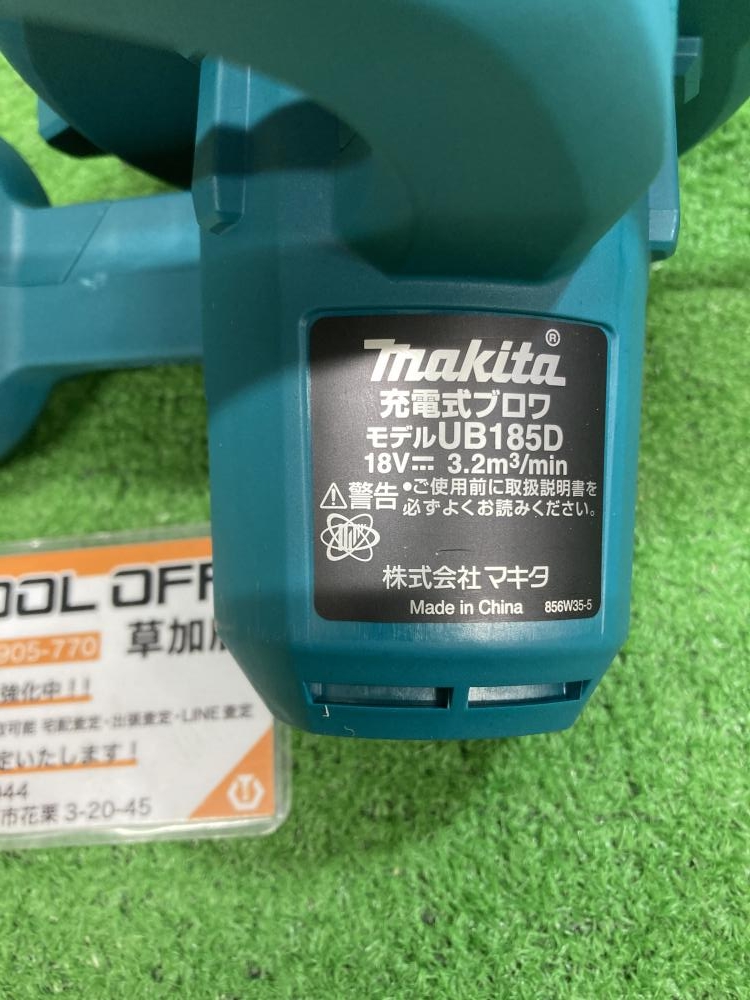 makita®
充電式ブロワ
モデルUB185D
18V⎓ 3.2m³/min
⚠警告 •ご使用前に取扱説明書を
必ずよくお読みください。
株式会社マキタ
Made in China 856W35-5
OOL OFF
905-770 草加
強化中!!
可能 宅配査定・出張査定・LINE査定
定いたします!
944
市花栗 3-20-45